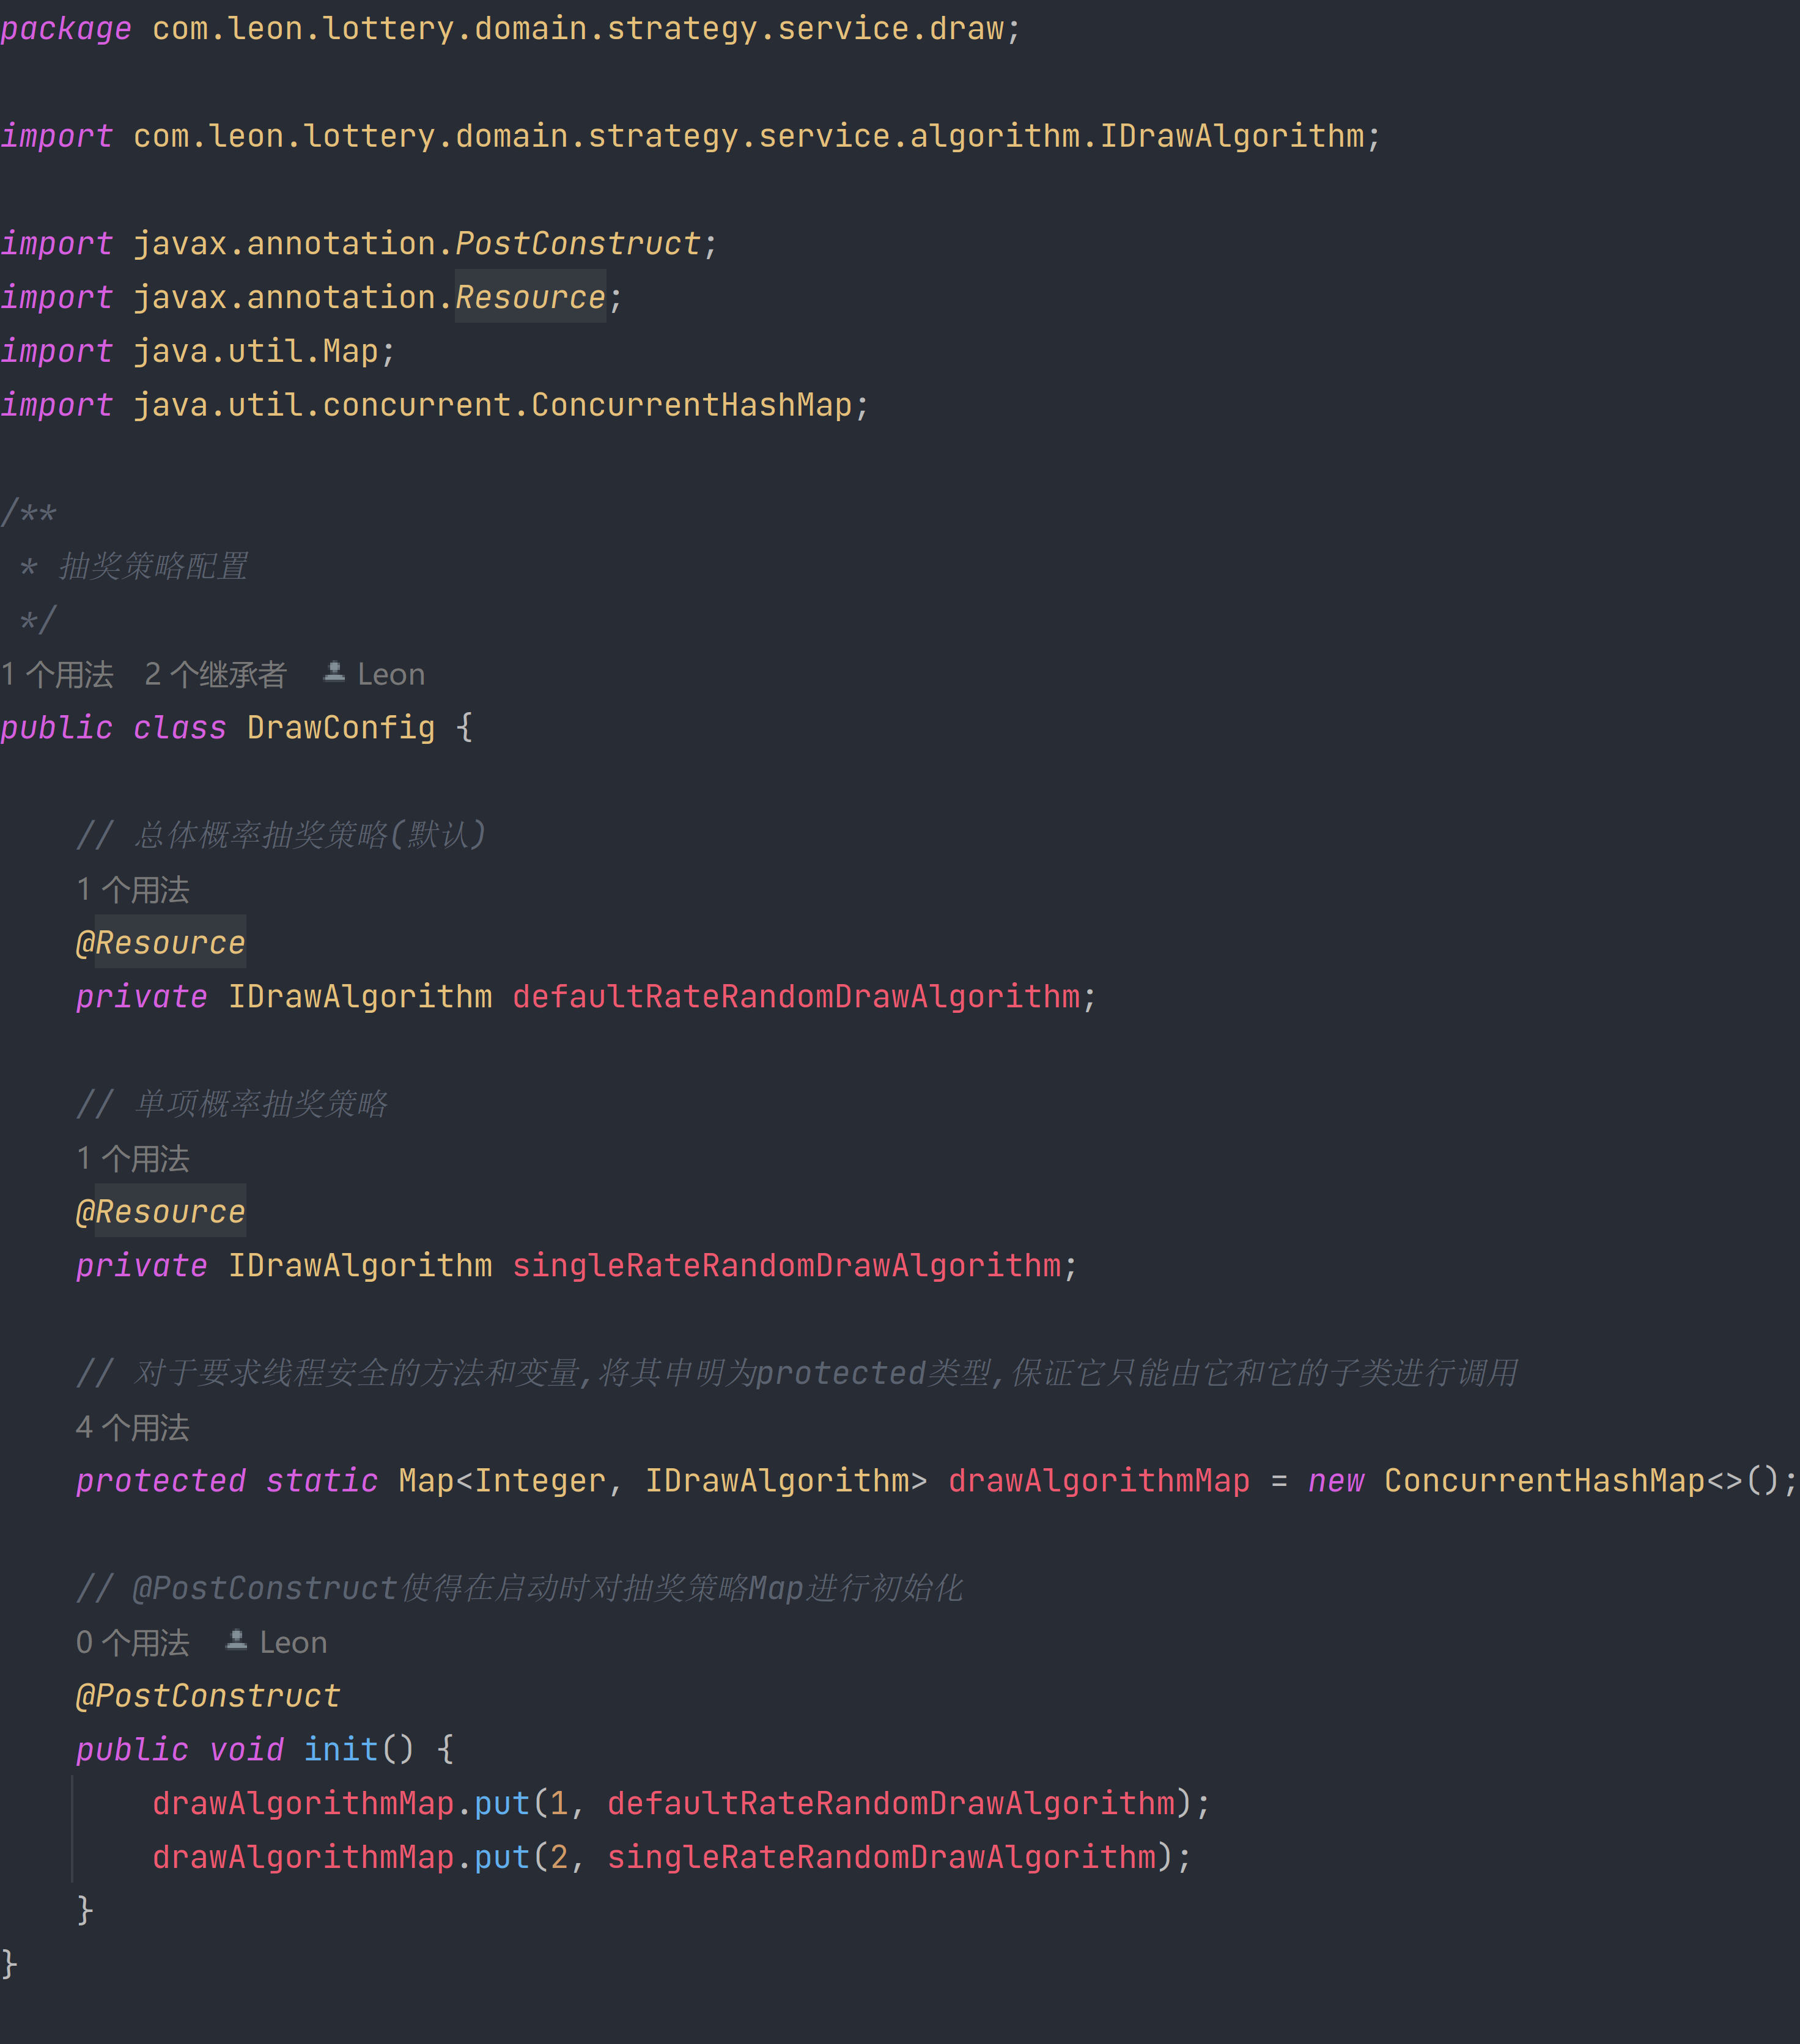 package com.leon.lottery.domain.strategy.service.draw;
import com.leon.lottery.domain.strategy.service.algorithm.IDrawAlgorithm;
import javax.annotation.PostConstruct;
import javax.annotation.Resource;
import java.util.Map;
import java.util.concurrent.ConcurrentHashMap;
/**
 * 抽奖策略配置
 */
1 个用法 2 个继承者 Leon
public class DrawConfig {
    // 总体概率抽奖策略(默认)
    1 个用法
    @Resource
    private IDrawAlgorithm defaultRateRandomDrawAlgorithm;
    // 单项概率抽奖策略
    1 个用法
    @Resource
    private IDrawAlgorithm singleRateRandomDrawAlgorithm;
    // 对于要求线程安全的方法和变量,将其申明为protected类型,保证它只能由它和它的子类进行调用
    4 个用法
    protected static Map<Integer, IDrawAlgorithm> drawAlgorithmMap = new ConcurrentHashMap<>();
    // @PostConstruct使得在启动时对抽奖策略Map进行初始化
    0 个用法 Leon
    @PostConstruct
    public void init() {
        drawAlgorithmMap.put(1, defaultRateRandomDrawAlgorithm);
        drawAlgorithmMap.put(2, singleRateRandomDrawAlgorithm);
    }
}